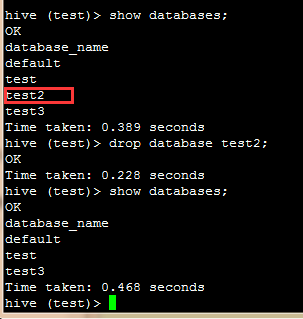 hive (test)> show databases;
OK
database_name
default
test
test2
test3
Time taken: 0.389 seconds
hive (test)> drop database test2;
OK
Time taken: 0.228 seconds
hive (test)> show databases;
OK
database_name
default
test
test3
Time taken: 0.468 seconds
hive (test)>